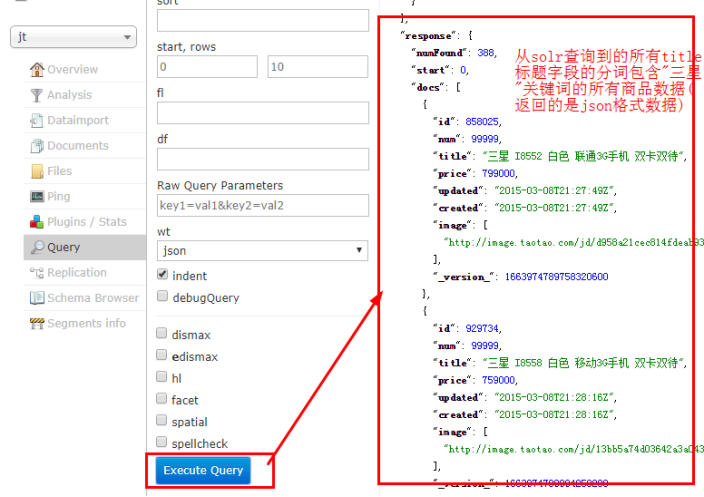 sort
jt
start, rows
0
10
Overview
Analysis
fl
Dataimport
Documents
df
Files
Ping
Raw Query Parameters
key1=val1&key2=val2
Plugins / Stats
wt
Query
json
Replication
indent
Schema Browser
debugQuery
Segments info
dismax
edismax
hl
facet
spatial
spellcheck
Execute Query
}
},
"response": {
"numFound": 388,
"start": 0,
"docs": [
{
"id": 858025,
"num": 99999,
"title": "三星 I8552 白色 联通3G手机 双卡双待",
"price": 799000,
"updated": "2015-03-08T21:27:49Z",
"created": "2015-03-08T21:27:49Z",
"image": [
"http://image.taotao.com/jd/d958a21cec814fdeab93
],
"_version_": 1663974789758320600
},
{
"id": 929734,
"num": 99999,
"title": "三星 I8558 白色 移动3G手机 双卡双待",
"price": 759000,
"updated": "2015-03-08T21:28:16Z",
"created": "2015-03-08T21:28:16Z",
"image": [
"http://image.taotao.com/jd/13bb5a74d03642a3a043
],
"_version_":
从solr查询到的所有title
标题字段的分词包含"三星
"关键词的所有商品数据(
返回的是json格式数据)